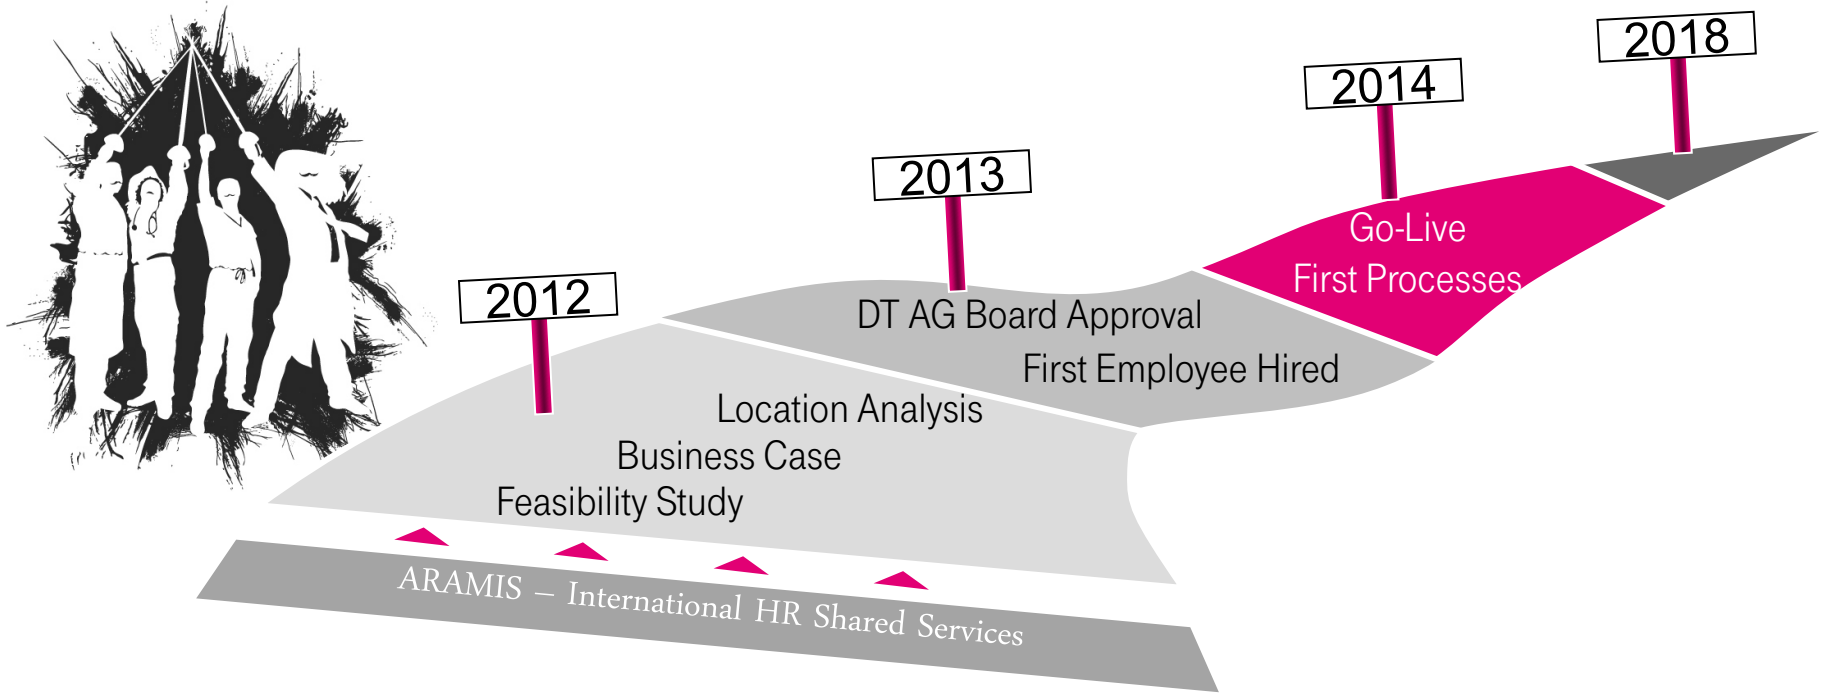 2018
2014
2013
2012
Go-Live
First Processes
DT AG Board Approval
First Employee Hired
Location Analysis
Business Case
Feasibility Study
ARAMIS – International HR Shared Services